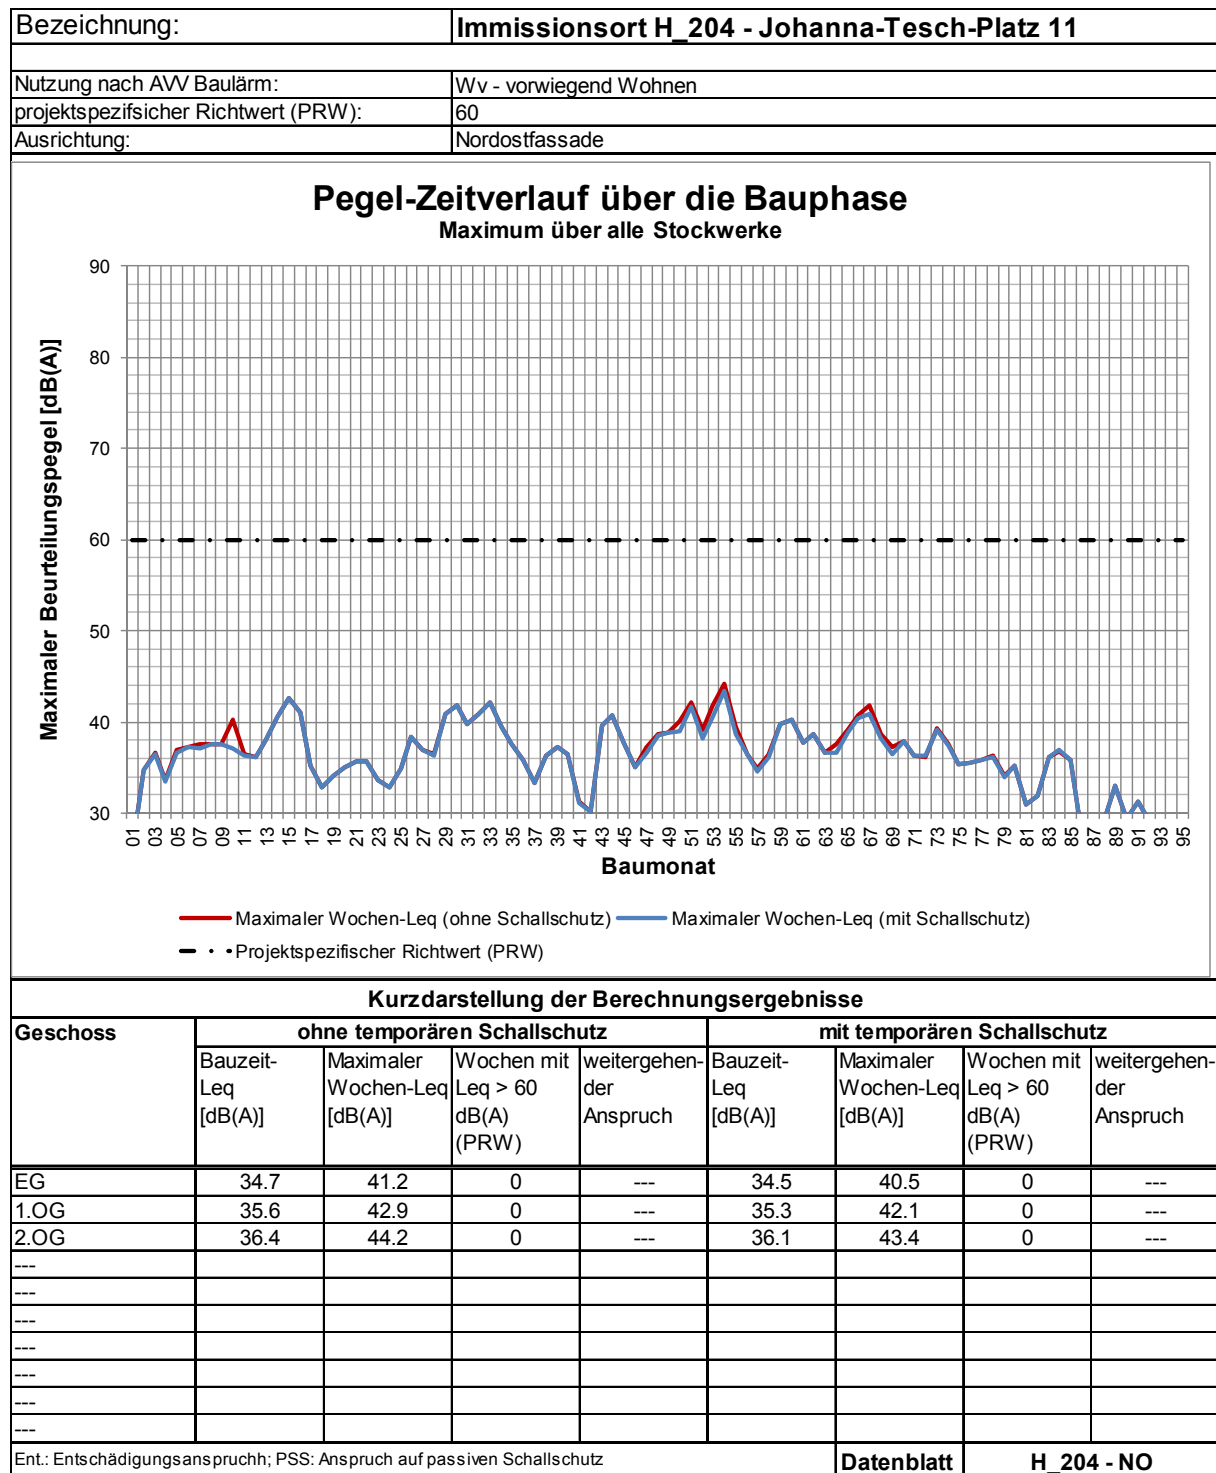 Bezeichnung: Immissionsort H_204 - Johanna-Tesch-Platz 11
Nutzung nach AVV Baulärm: Wv - vorwiegend Wohnen
projektspezifsicher Richtwert (PRW): 60
Ausrichtung: Nordostfassade
Pegel-Zeitverlauf über die Bauphase
Maximum über alle Stockwerke
Maximaler Beurteilungspegel [dB(A)]
90
80
70
60
50
40
30
01 03 05 07 09 11 13 15 17 19 21 23 25 27 29 31 33 35 37 39 41 43 45 47 49 51 53 55 57 59 61 63 65 67 69 71 73 75 77 79 81 83 85 87 89 91 93 95
Baumonat
Maximaler Wochen-Leq (ohne Schallschutz) Maximaler Wochen-Leq (mit Schallschutz)
Projektspezifischer Richtwert (PRW)
Kurzdarstellung der Berechnungsergebnisse
Geschoss ohne temporären Schallschutz mit temporären Schallschutz
Bauzeit- Maximaler Wochen mit weitergehen- Bauzeit- Maximaler Wochen mit weitergehen-
Leq Wochen-Leq Leq > 60 der Leq Wochen-Leq Leq > 60 der
[dB(A)] [dB(A)] dB(A) Anspruch [dB(A)] [dB(A)] dB(A) Anspruch
(PRW) (PRW)
EG 34.7 41.2 0 --- 34.5 40.5 0 ---
1.OG 35.6 42.9 0 --- 35.3 42.1 0 ---
2.OG 36.4 44.2 0 --- 36.1 43.4 0 ---
---
---
---
---
---
---
---
Ent.: Entschädigungsanspruchh; PSS: Anspruch auf passiven Schallschutz Datenblatt H_204 - NO